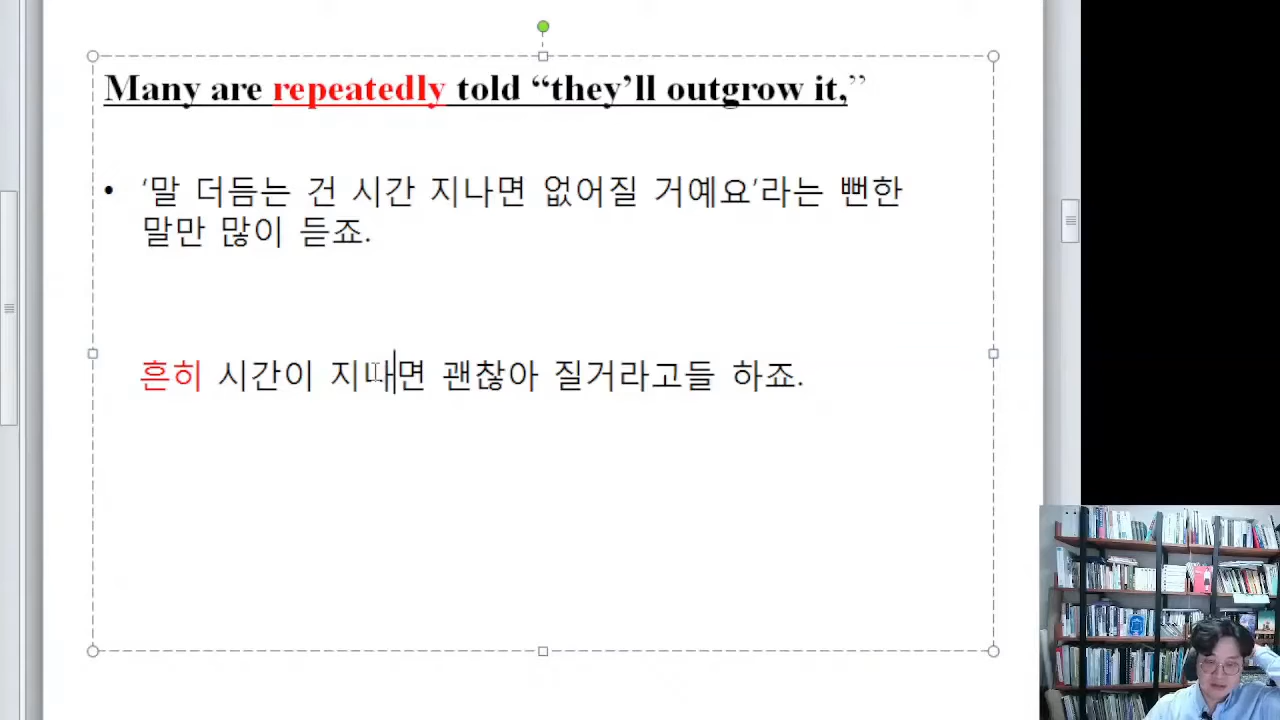 Many are repeatedly told “they’ll outgrow it,”
• ‘말 더듬는 건 시간 지나면 없어질 거예요’라는 뻔한
말만 많이 듣죠.
흔히 시간이 지나면 괜찮아 질거라고들 하죠.